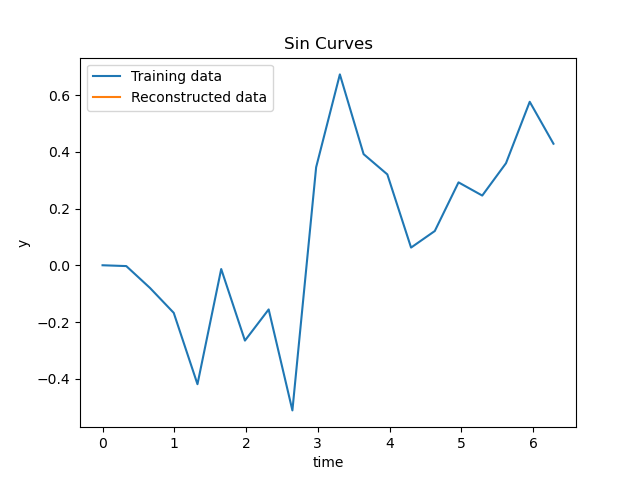 Sin Curves
Training data
Reconstructed data
0.6
0.4
0.2
0.0
−0.2
−0.4
y
0 1 2 3 4 5 6
time